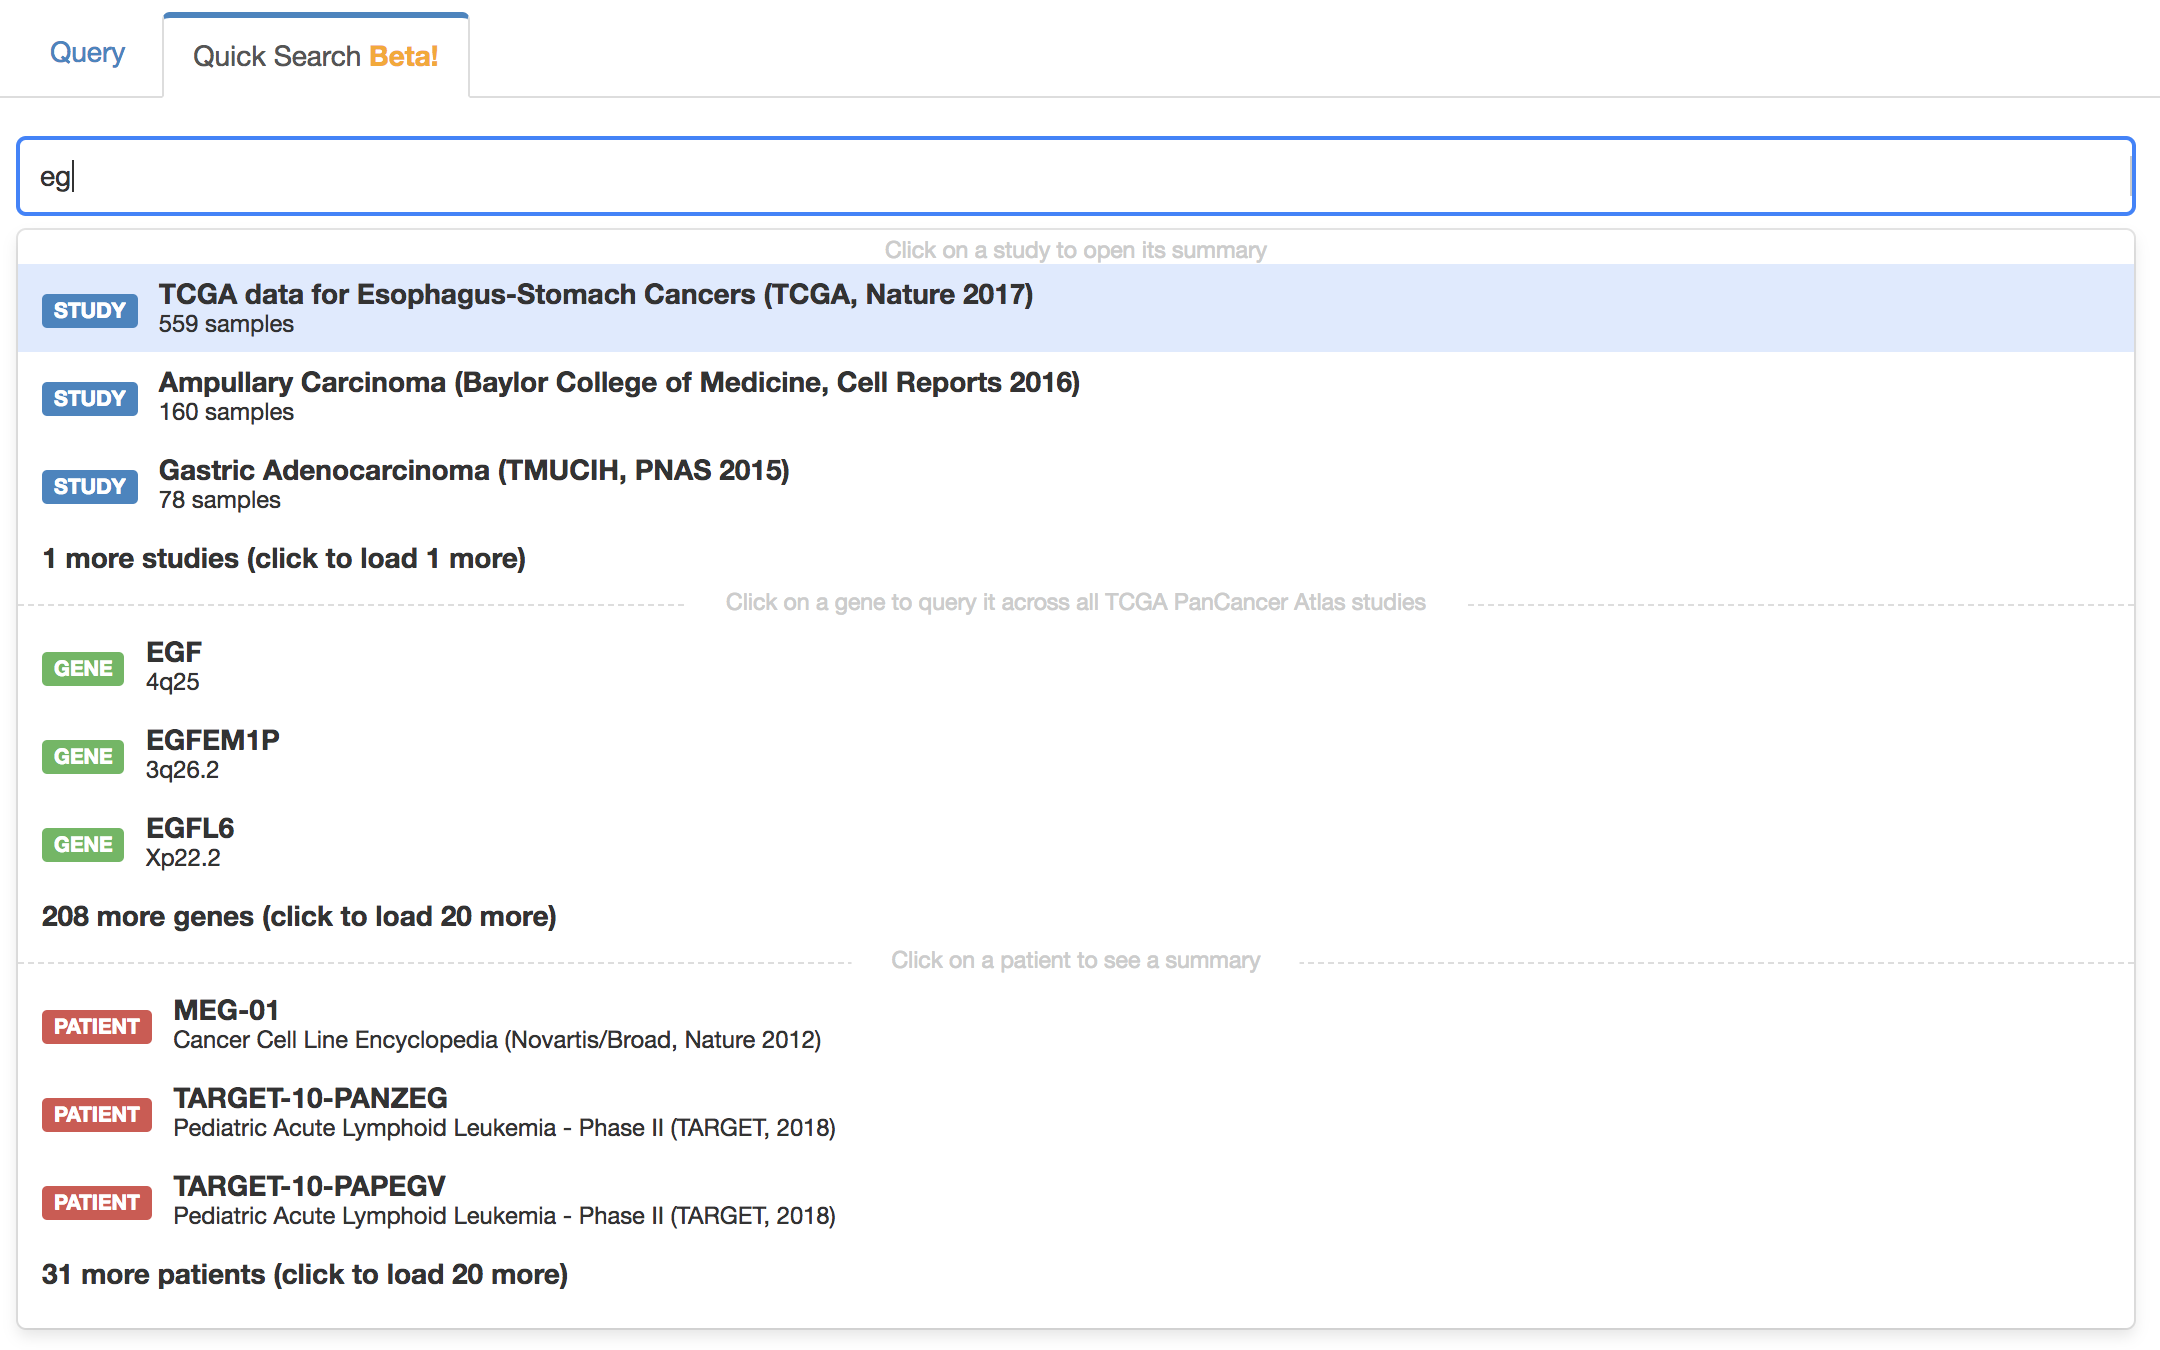 Query
Quick Search Beta!
eg
Click on a study to open its summary
STUDY
TCGA data for Esophagus-Stomach Cancers (TCGA, Nature 2017)
559 samples
STUDY
Ampullary Carcinoma (Baylor College of Medicine, Cell Reports 2016)
160 samples
STUDY
Gastric Adenocarcinoma (TMUCIH, PNAS 2015)
78 samples
1 more studies (click to load 1 more)
Click on a gene to query it across all TCGA PanCancer Atlas studies
GENE
EGF
4q25
GENE
EGFEM1P
3q26.2
GENE
EGFL6
Xp22.2
208 more genes (click to load 20 more)
Click on a patient to see a summary
PATIENT
MEG-01
Cancer Cell Line Encyclopedia (Novartis/Broad, Nature 2012)
PATIENT
TARGET-10-PANZEG
Pediatric Acute Lymphoid Leukemia - Phase II (TARGET, 2018)
PATIENT
TARGET-10-PAPEGV
Pediatric Acute Lymphoid Leukemia - Phase II (TARGET, 2018)
31 more patients (click to load 20 more)